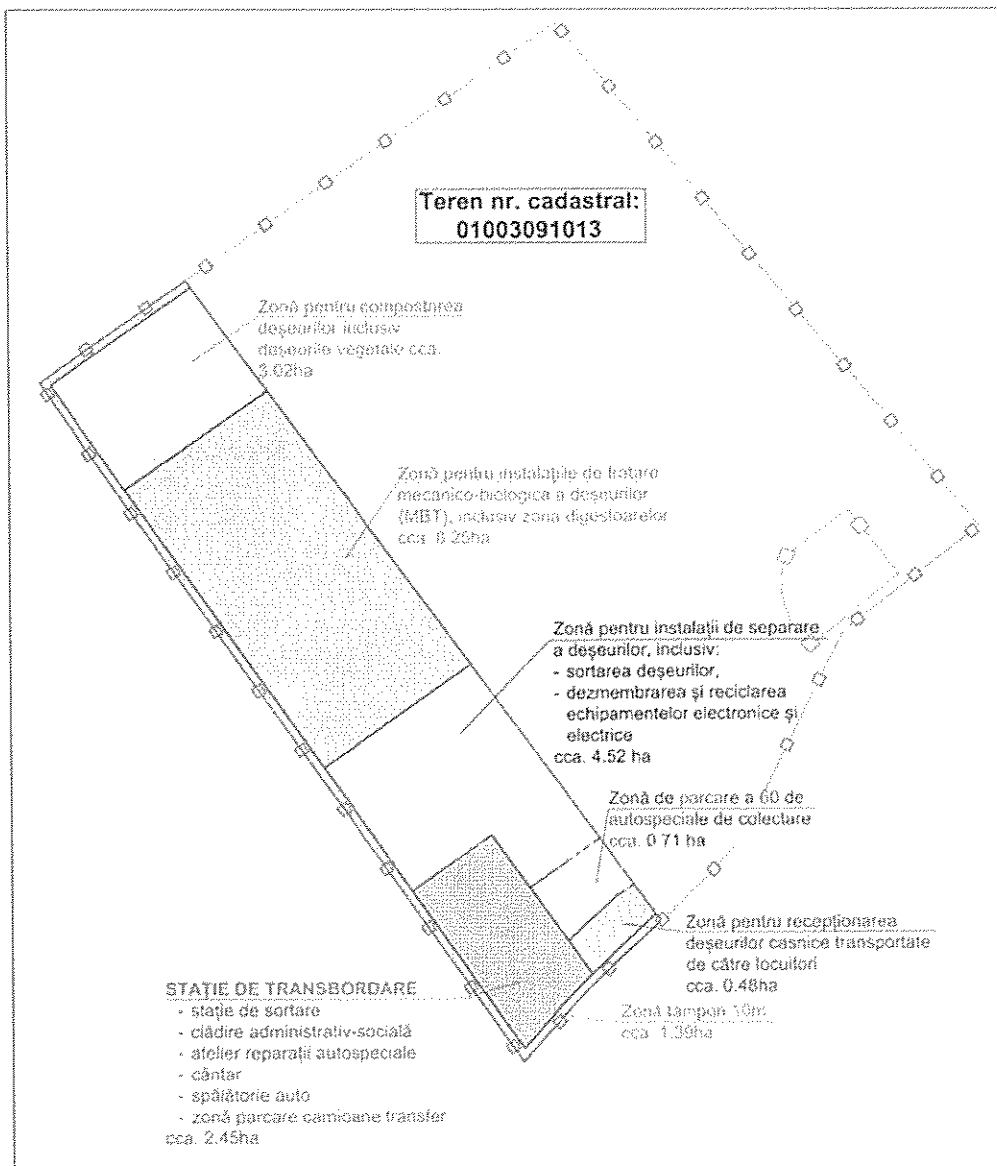 Teren nr. cadastral:
01003091013
Zonă pentru compostarea
deșeurilor inclusiv
deșeurile vegetale cca.
3.02ha
Zonă pentru instalațiile de tratare
mecanico-biologica a deșeurilor
(MBT), inclusiv zona digestoarelor
cca.
Zonă pentru instalații de separare
a deșeurilor, inclusiv:
- sortarea deșeurilor,
- dezmembrarea și reciclarea
echipamentelor electronice și
electrice
cca. 4.52 ha
Zonă de parcare a 60 de
autospeciale de colectare
cca. 0.71 ha
Zonă pentru recepționarea
deșeurilor casnice transportate
de către locuitori
cca. 0.48ha
Zonă tampon 10m
cca. 1.39ha
STAȚIE DE TRANSBORDARE
- stație de sortare
- clădire administrativ-socială
- atelier reparații autospeciale
- cântar
- spălătorie auto
- zonă parcare camioane transfer
cca. 2.45ha